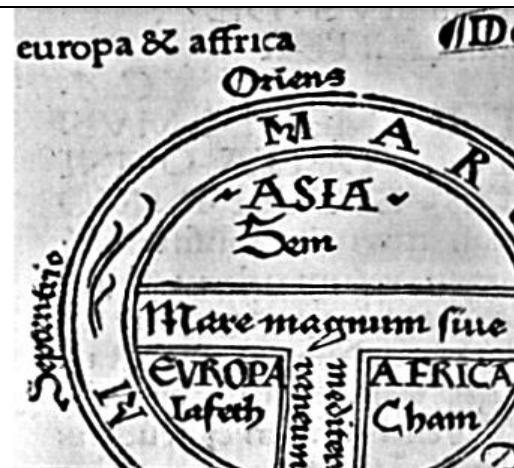 europa & affrica
Oriens
MAR
ASIA
Sem
Septentrio
Mare magnum siue
mediter
raneum
EVROPA
Iafeth
AFRICA
Cham
M